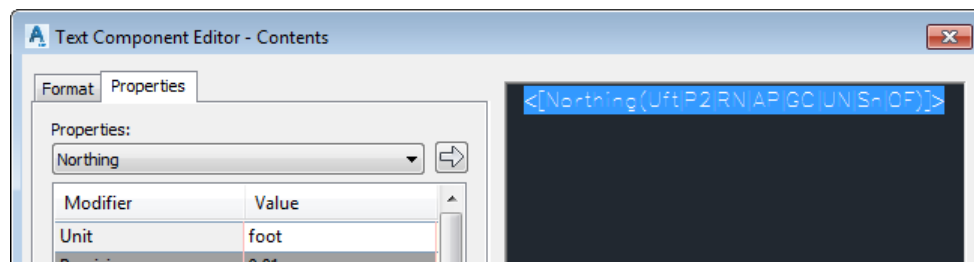 Text Component Editor - Contents
Format Properties
<[Northing(Uft|P2|RN|AP|GC|UN|Sn|OF)]>
Properties:
Northing
Modifier Value
Unit foot